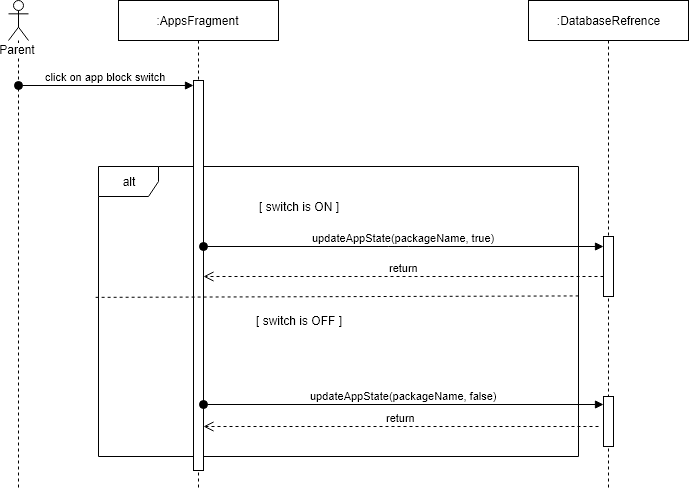 :AppsFragment
:DatabaseRefrence
Parent
click on app block switch
alt
[ switch is ON ]
updateAppState(packageName, true)
return
[ switch is OFF ]
updateAppState(packageName, false)
return